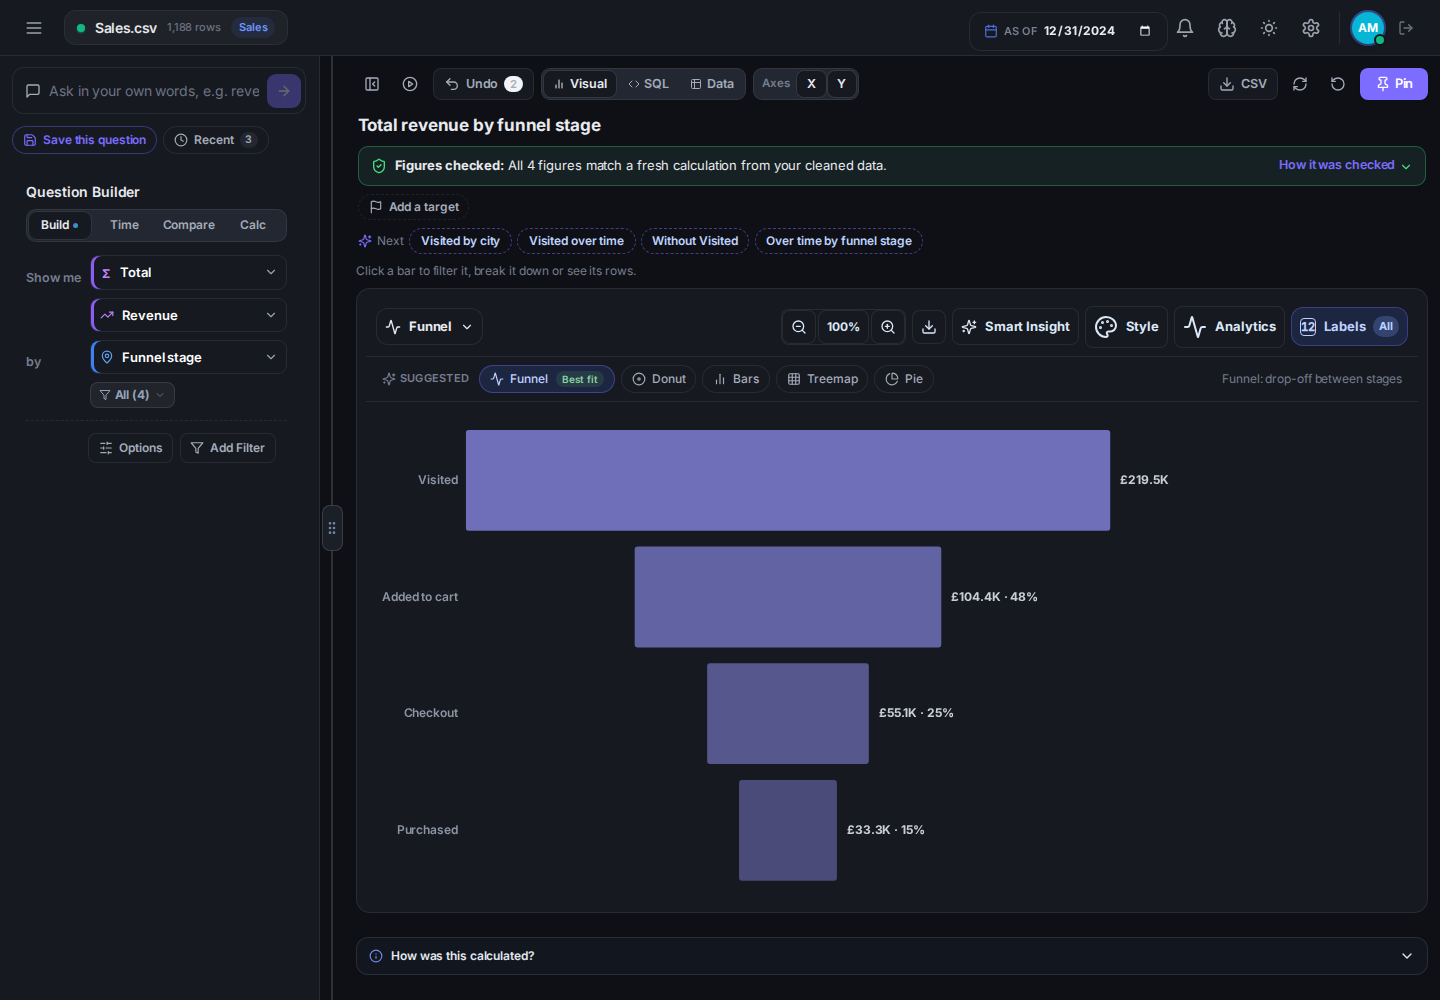 Sales.csv 1,188 rows Sales
AS OF 12/31/2024
AM
Ask in your own words, e.g. reve
Save this question
Recent 3
Question Builder
Build Time Compare Calc
Show me
Σ Total
Revenue
by
Funnel stage
All (4)
Options
Add Filter
Undo 2
Visual SQL Data
Axes X Y
CSV
Pin
Total revenue by funnel stage
Figures checked: All 4 figures match a fresh calculation from your cleaned data.
How it was checked
Add a target
Next Visited by city Visited over time Without Visited Over time by funnel stage
Click a bar to filter it, break it down or see its rows.
Funnel
100%
Smart Insight
Style
Analytics
12 Labels All
SUGGESTED Funnel Best fit Donut Bars Treemap Pie
Funnel: drop-off between stages
Visited £219.5K
Added to cart £104.4K · 48%
Checkout £55.1K · 25%
Purchased £33.3K · 15%
How was this calculated?